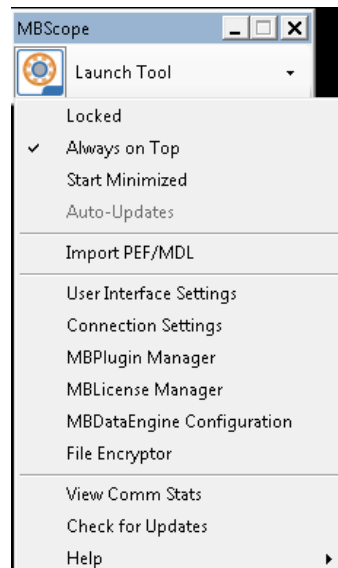 MBScope
Launch Tool
Locked
Always on Top
Start Minimized
Auto-Updates
Import PEF/MDL
User Interface Settings
Connection Settings
MBPlugin Manager
MBLicense Manager
MBDataEngine Configuration
File Encryptor
View Comm Stats
Check for Updates
Help